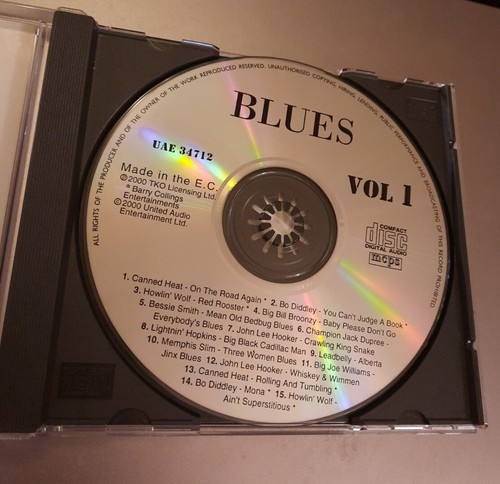 ALL RIGHTS OF THE PRODUCER AND OF THE OWNER OF THE WORK REPRODUCED RESERVED. UNAUTHORISED COPYING, HIRING, LENDING, PUBLIC PERFORMANCE AND BROADCASTING OF THIS RECORD PROHIBITED
BLUES
UAE 34712
VOL 1
Made in the E.C.
℗2000 TKO Licensing Ltd.
* Barry Collings
Entertainments
©2000 United Audio
Entertainment Ltd.
COMPACT
disc
DIGITAL AUDIO
mcps
1. Canned Heat - On The Road Again * 2. Bo Diddley - You Can't Judge A Book *
3. Howlin' Wolf - Red Rooster * 4. Big Bill Broonzy - Baby Please Don't Go
5. Bessie Smith - Mean Old Bedbug Blues 6. Champion Jack Dupree -
Everybody's Blues 7. John Lee Hooker - Crawling King Snake
8. Lightnin' Hopkins - Big Black Cadillac Man 9. Leadbelly - Alberta
10. Memphis Slim - Three Women Blues 11. Big Joe Williams -
Jinx Blues 12. John Lee Hooker - Whiskey & Wimmen
13. Canned Heat - Rolling And Tumbling *
14. Bo Diddley - Mona * 15. Howlin' Wolf -
Ain't Superstitious *